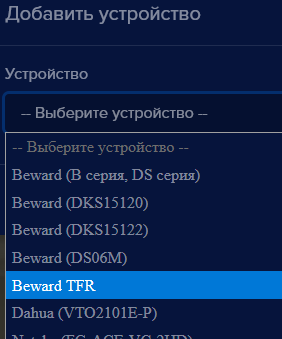 Добавить устройство
Устройство
-- Выберите устройство --
-- Выберите устройство --
Beward (В серия, DS серия)
Beward (DKS15120)
Beward (DKS15122)
Beward (DS06M)
Beward TFR
Dahua (VTO2101E-P)